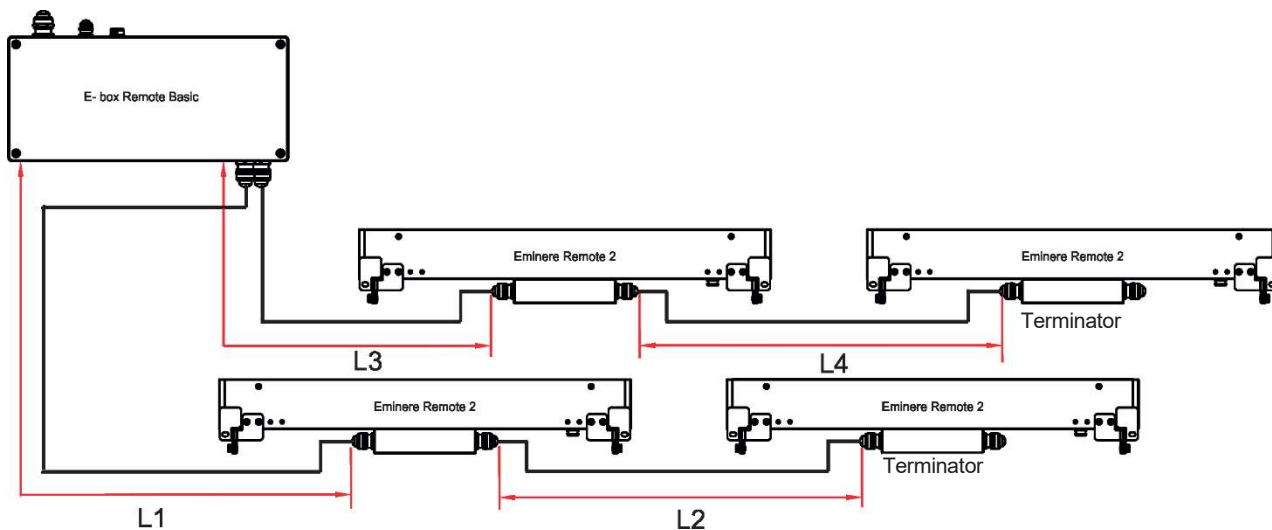 E- box Remote Basic
Eminere Remote 2
Eminere Remote 2
Terminator
L3
L4
Eminere Remote 2
Eminere Remote 2
Terminator
L1
L2